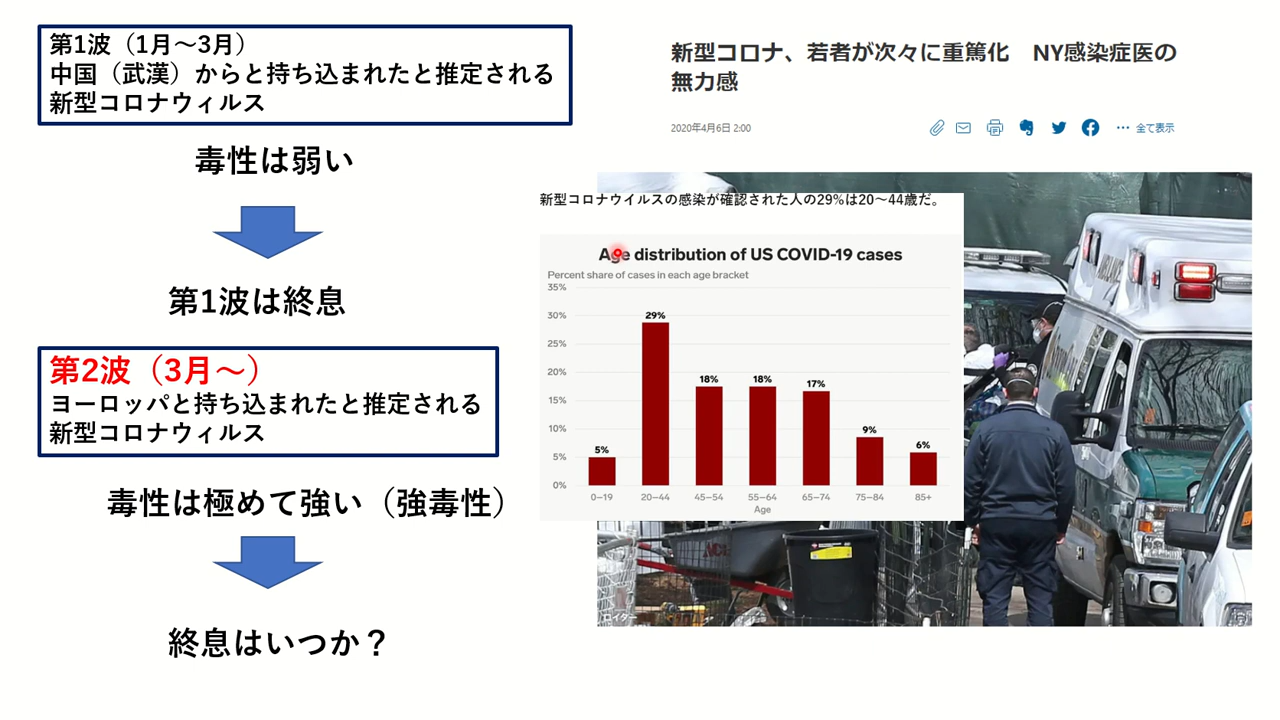 第1波（1月～3月）
中国（武漢）からと持ち込まれたと推定される
新型コロナウィルス
毒性は弱い
第1波は終息
第2波（3月～）
ヨーロッパと持ち込まれたと推定される
新型コロナウィルス
毒性は極めて強い（強毒性）
終息はいつか？
新型コロナ、若者が次々に重篤化　NY感染症医の
無力感
2020年4月6日 2:00
… 全て表示
新型コロナウイルスの感染が確認された人の29%は20～44歳だ。
Age distribution of US COVID-19 cases
Percent share of cases in each age bracket
35%
30%
25%
20%
15%
10%
5%
0%
5%
29%
18%
18%
17%
9%
6%
0–19
20–44
45–54
55–64
65–74
75–84
85+
Age
ロイター